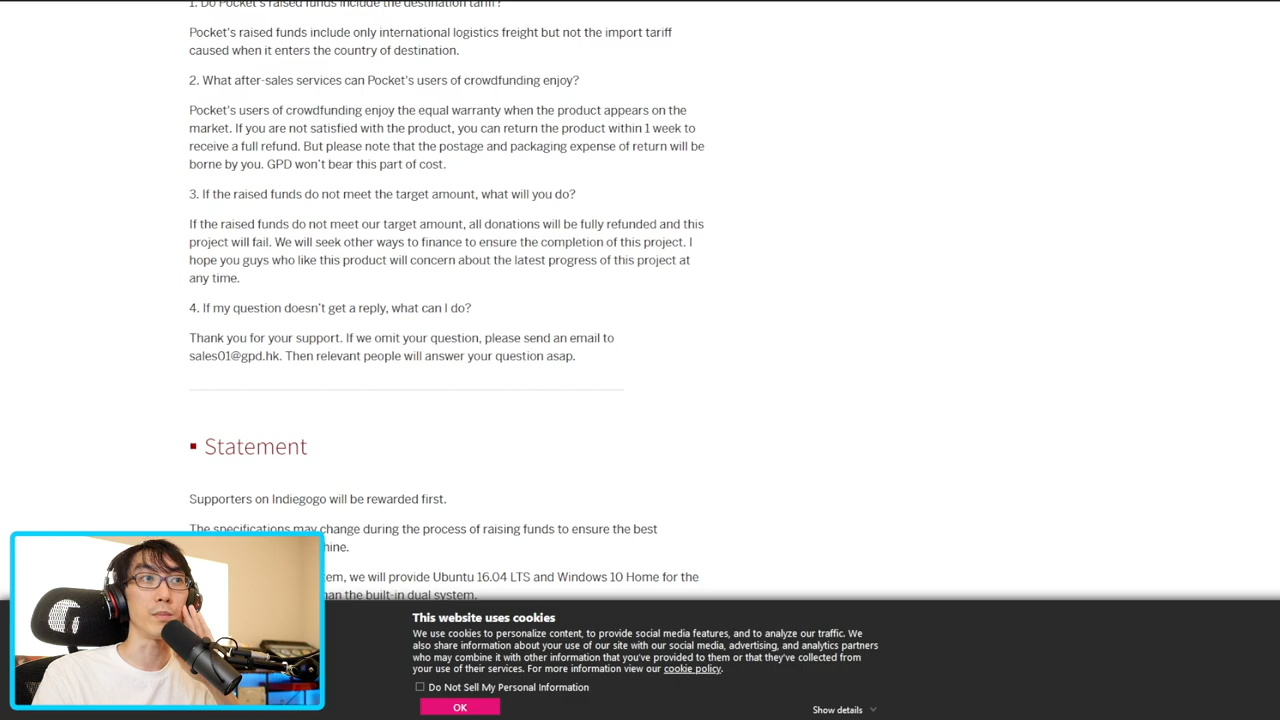 1. Do Pocket's raised funds include the destination tariff?
Pocket's raised funds include only international logistics freight but not the import tariff
caused when it enters the country of destination.
2. What after-sales services can Pocket's users of crowdfunding enjoy?
Pocket's users of crowdfunding enjoy the equal warranty when the product appears on the
market. If you are not satisfied with the product, you can return the product within 1 week to
receive a full refund. But please note that the postage and packaging expense of return will be
borne by you. GPD won't bear this part of cost.
3. If the raised funds do not meet the target amount, what will you do?
If the raised funds do not meet our target amount, all donations will be fully refunded and this
project will fail. We will seek other ways to finance to ensure the completion of this project. I
hope you guys who like this product will concern about the latest progress of this project at
any time.
4. If my question doesn't get a reply, what can I do?
Thank you for your support. If we omit your question, please send an email to
sales01@gpd.hk. Then relevant people will answer your question asap.
Statement
Supporters on Indiegogo will be rewarded first.
The specifications may change during the process of raising funds to ensure the best
hine.
tem, we will provide Ubuntu 16.04 LTS and Windows 10 Home for the
an the built-in dual system.
This website uses cookies
We use cookies to personalize content, to provide social media features, and to analyze our traffic. We
also share information about your use of our site with our social media, advertising, and analytics partners
who may combine it with other information that you've provided to them or that they've collected from
your use of their services. For more information view our cookie policy.
Do Not Sell My Personal Information
OK
Show details